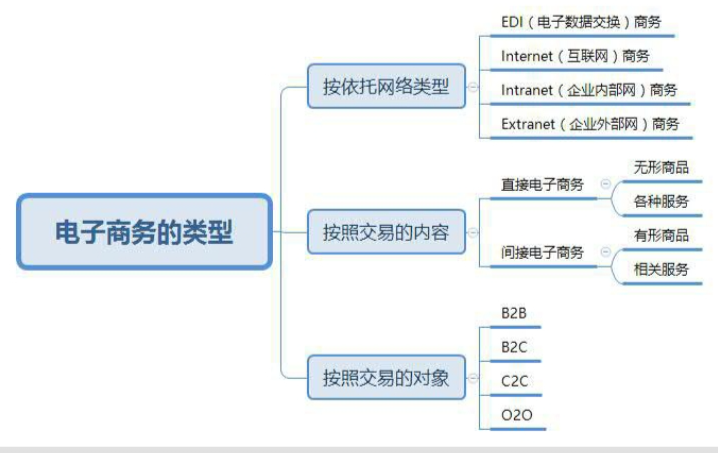 电子商务的类型
按依托网络类型
EDI（电子数据交换）商务
Internet（互联网）商务
Intranet（企业内部网）商务
Extranet（企业外部网）商务
按照交易的内容
直接电子商务
无形商品
各种服务
间接电子商务
有形商品
相关服务
按照交易的对象
B2B
B2C
C2C
O2O